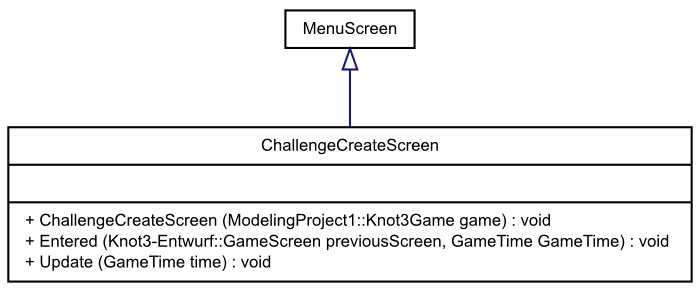 MenuScreen
ChallengeCreateScreen
+ ChallengeCreateScreen (ModelingProject1::Knot3Game game) : void
+ Entered (Knot3-Entwurf::GameScreen previousScreen, GameTime GameTime) : void
+ Update (GameTime time) : void